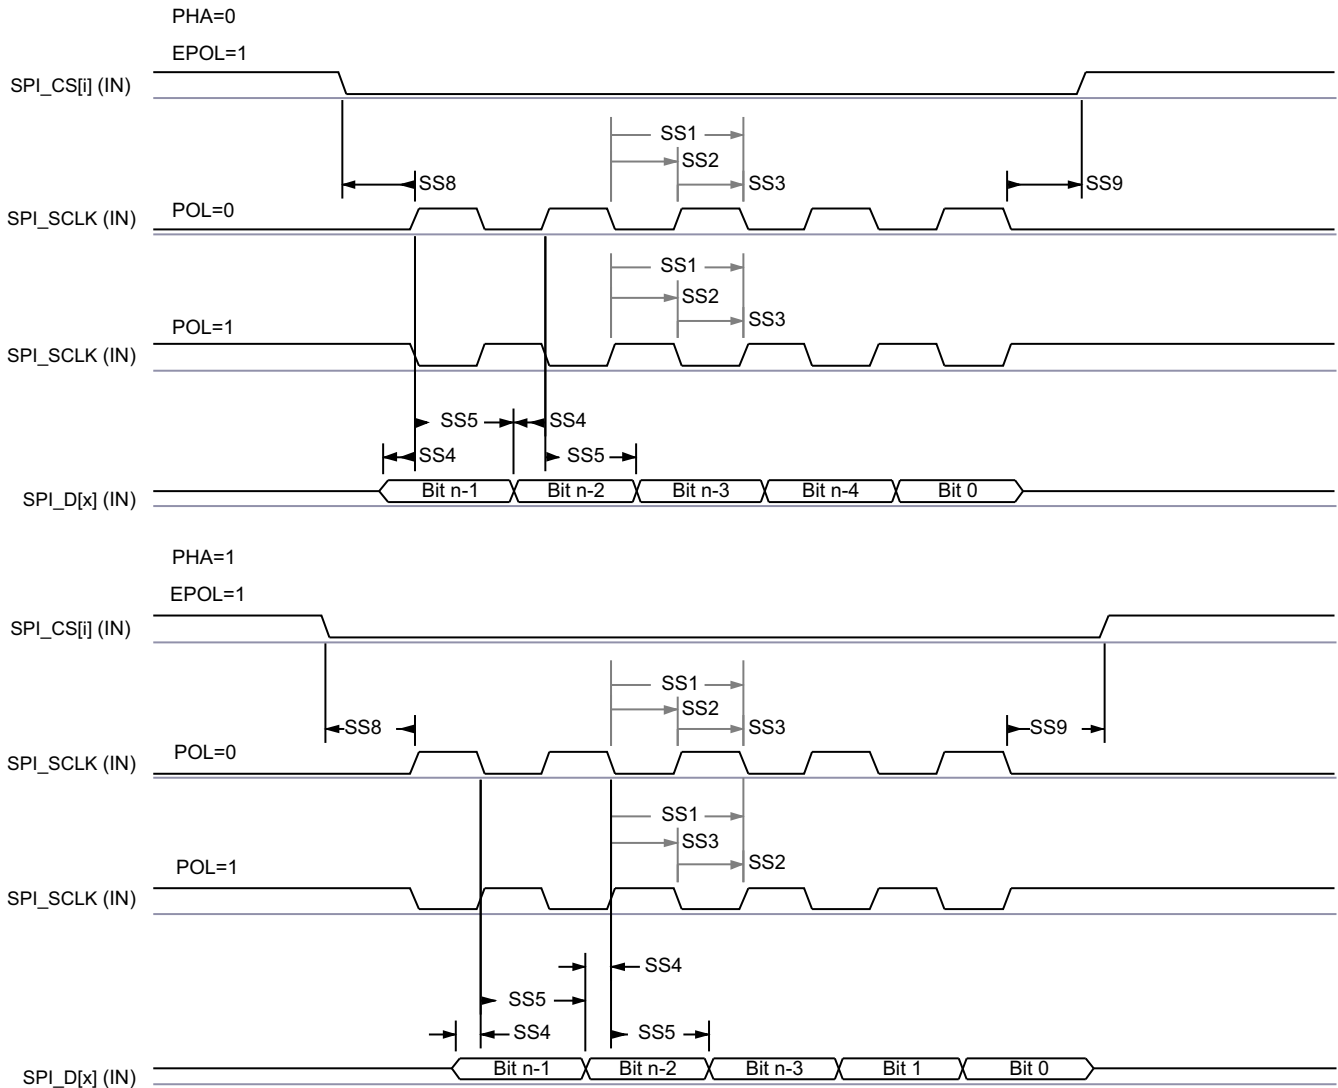 PHA=0
EPOL=1
SPI_CS[i] (IN)
SS1
SS2
SS8 SS3 SS9
POL=0
SPI_SCLK (IN)
SS1
SS2
SS3
POL=1
SPI_SCLK (IN)
SS5 SS4
SS4 SS5
SPI_D[x] (IN) Bit n-1 Bit n-2 Bit n-3 Bit n-4 Bit 0
PHA=1
EPOL=1
SPI_CS[i] (IN)
SS1
SS2
SS8 SS3 SS9
POL=0
SPI_SCLK (IN)
SS1
SS3
SS2
POL=1
SPI_SCLK (IN)
SS4
SS5
SS4 SS5
SPI_D[x] (IN) Bit n-1 Bit n-2 Bit n-3 Bit 1 Bit 0